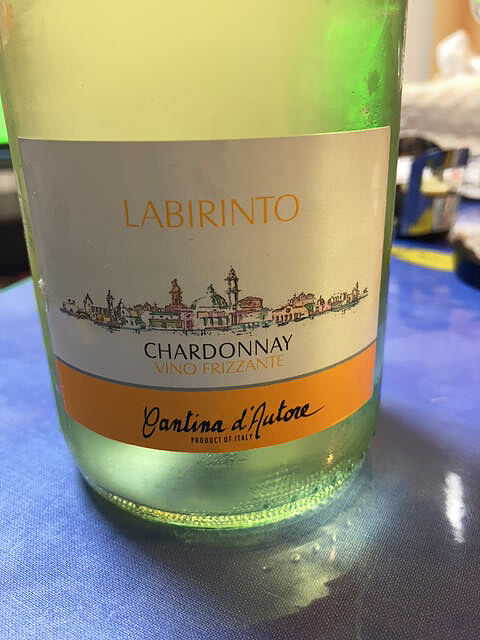 LABIRINTO
CHARDONNAY
VINO FRIZZANTE
Cantina d'Autore
PRODUCT OF ITALY